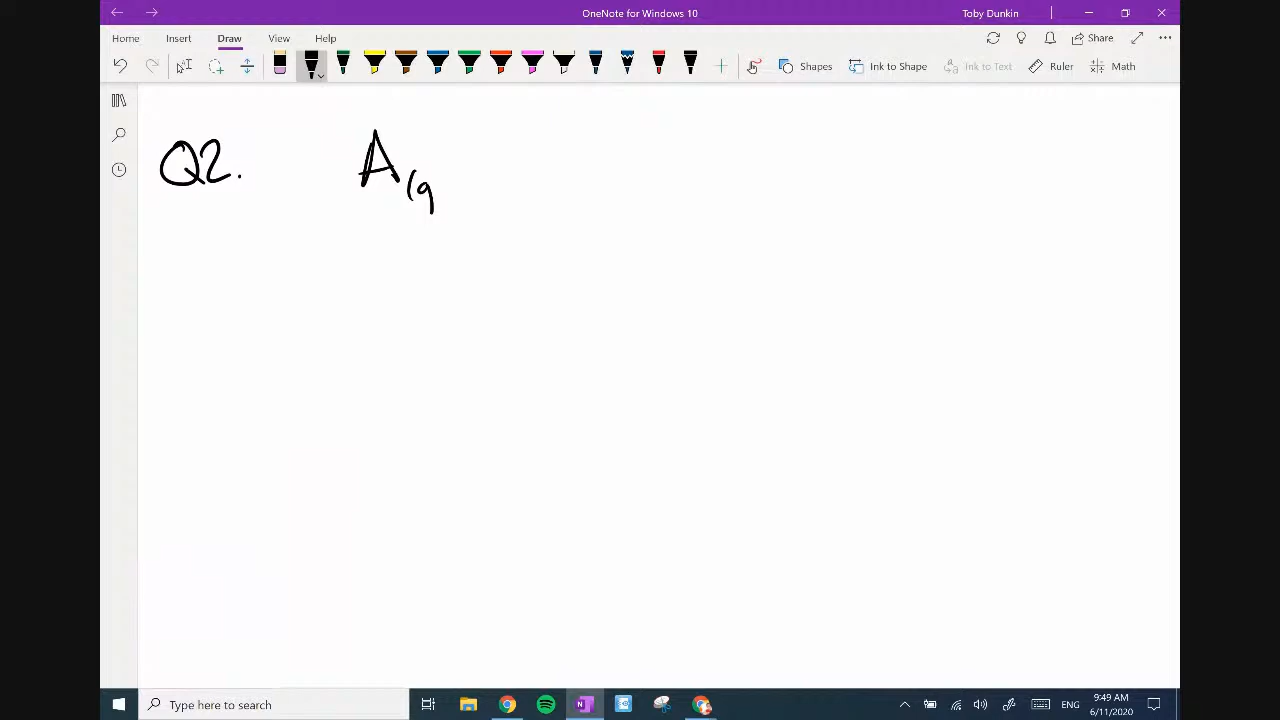 OneNote for Windows 10 Toby Dunkin
Home Insert Draw View Help Share
Shapes Ink to Shape Ink to Text Ruler Math
Q2. A(g
Type here to search ENG 9:49 AM
6/11/2020